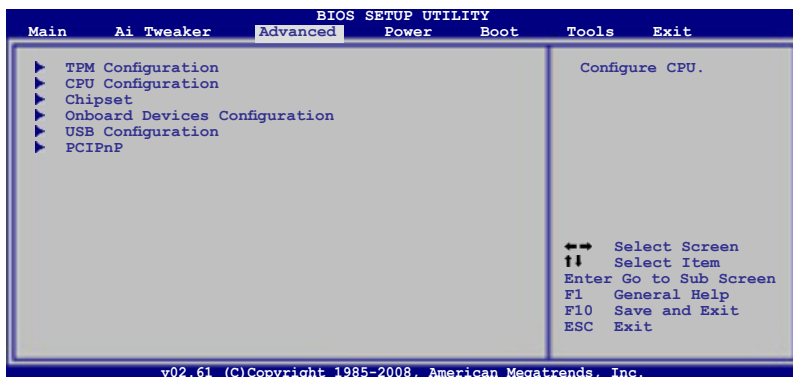 BIOS SETUP UTILITY
Main Ai Tweaker Advanced Power Boot Tools Exit
TPM Configuration
CPU Configuration
Chipset
Onboard Devices Configuration
USB Configuration
PCIPnP
Configure CPU.
Select Screen
Select Item
Enter Go to Sub Screen
F1 General Help
F10 Save and Exit
ESC Exit
v02.61 (C)Copyright 1985-2008, American Megatrends, Inc.